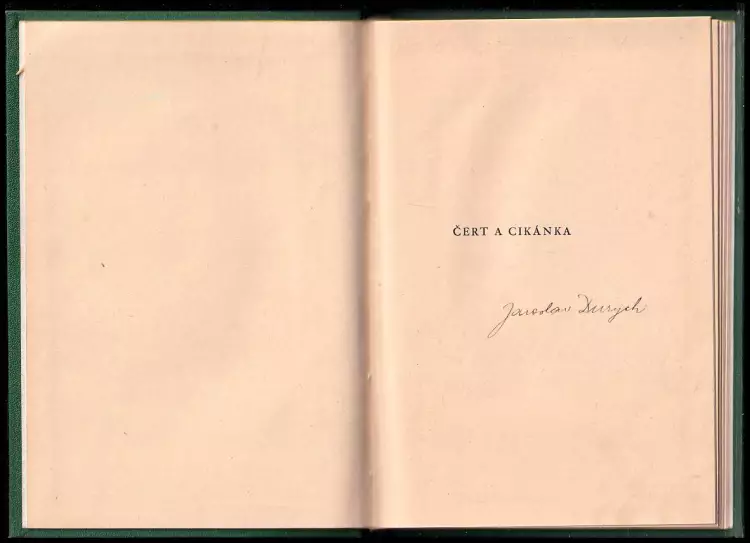 ČERT A CIKÁNKA
Jaroslav Durych